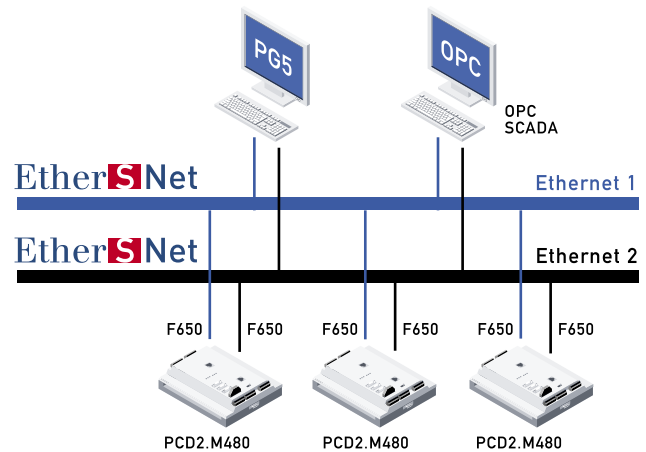 PG5
OPC
OPC
SCADA
EtherSNet
Ethernet 1
EtherSNet
Ethernet 2
F650 F650 F650 F650 F650 F650
PCD2.M480 PCD2.M480 PCD2.M480